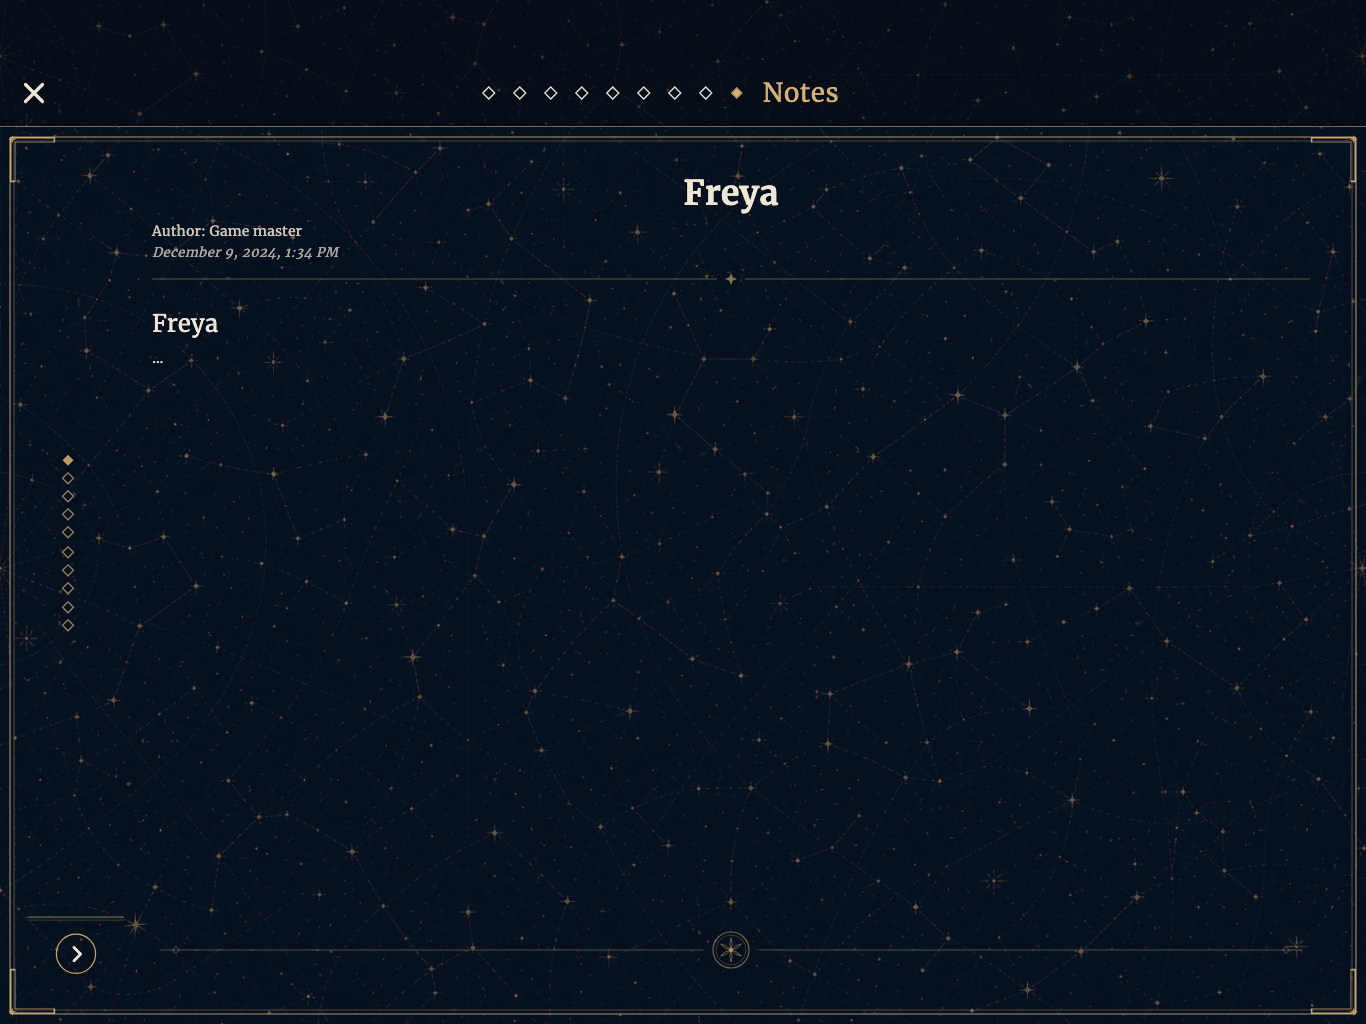 Notes
Freya
Author: Game master
December 9, 2024, 1:34 PM
Freya
...